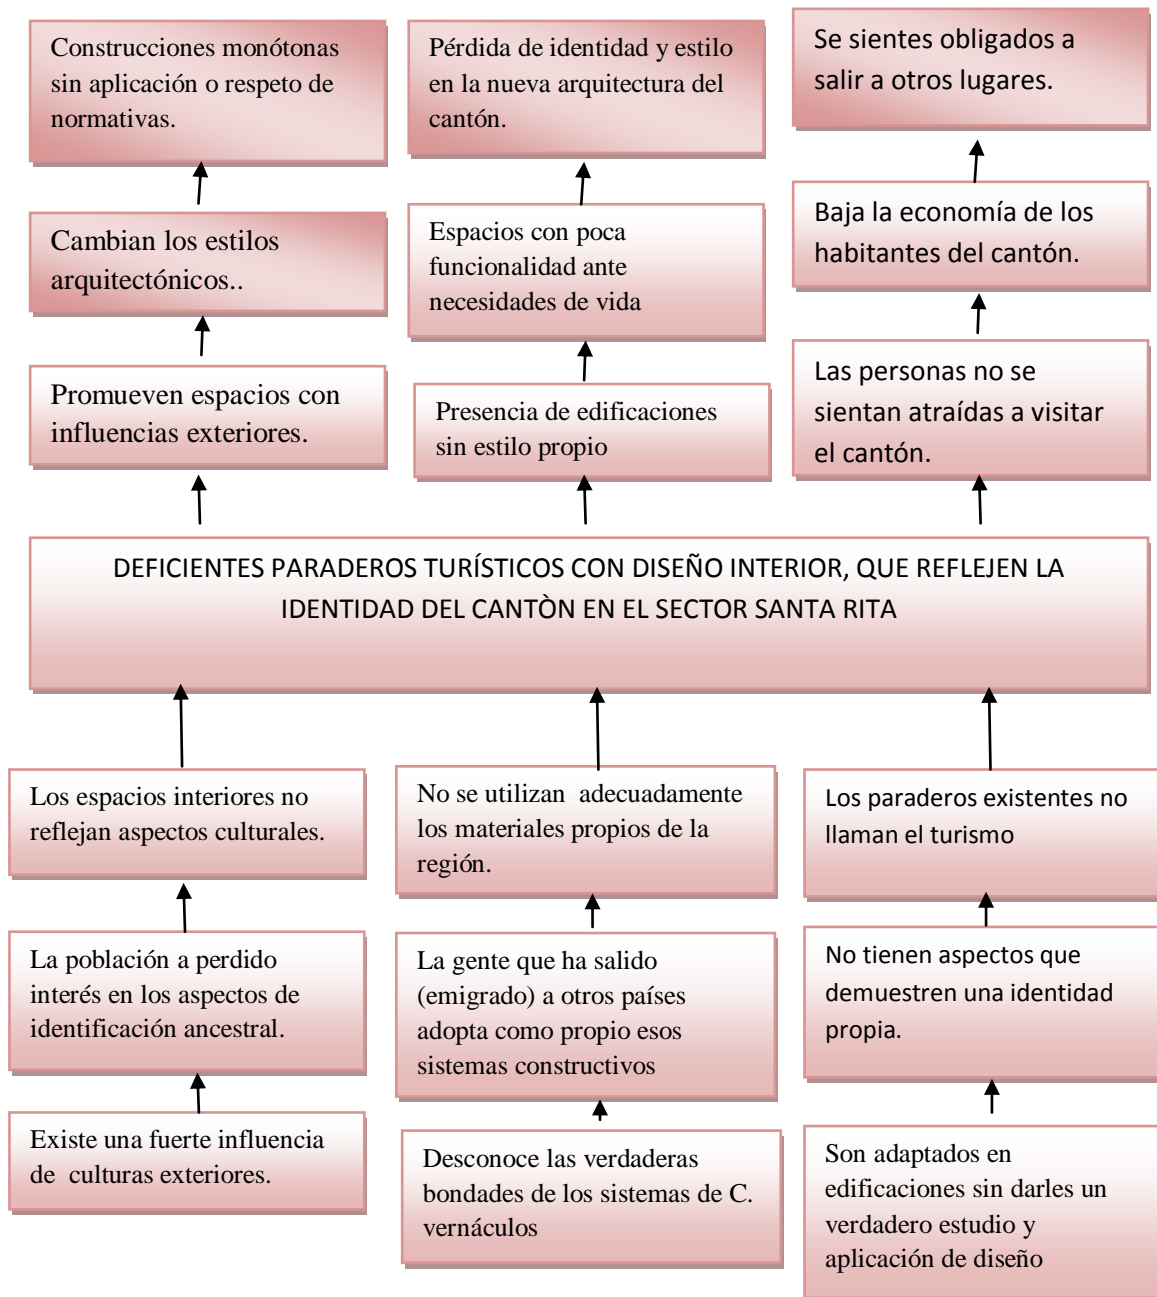 Construcciones monótonas
sin aplicación o respeto de
normativas.
Pérdida de identidad y estilo
en la nueva arquitectura del
cantón.
Se sientes obligados a
salir a otros lugares.
Cambian los estilos
arquitectónicos..
Espacios con poca
funcionalidad ante
necesidades de vida
Baja la economía de los
habitantes del cantón.
Promueven espacios con
influencias exteriores.
Presencia de edificaciones
sin estilo propio
Las personas no se
sientan atraídas a visitar
el cantón.
DEFICIENTES PARADEROS TURÍSTICOS CON DISEÑO INTERIOR, QUE REFLEJEN LA
IDENTIDAD DEL CANTÒN EN EL SECTOR SANTA RITA
Los espacios interiores no
reflejan aspectos culturales.
No se utilizan  adecuadamente
los materiales propios de la
región.
Los paraderos existentes no
llaman el turismo
La población a perdido
interés en los aspectos de
identificación ancestral.
La gente que ha salido
(emigrado) a otros países
adopta como propio esos
sistemas constructivos
No tienen aspectos que
demuestren una identidad
propia.
Existe una fuerte influencia
de  culturas exteriores.
Desconoce las verdaderas
bondades de los sistemas de C.
vernáculos
Son adaptados en
edificaciones sin darles un
verdadero estudio y
aplicación de diseño